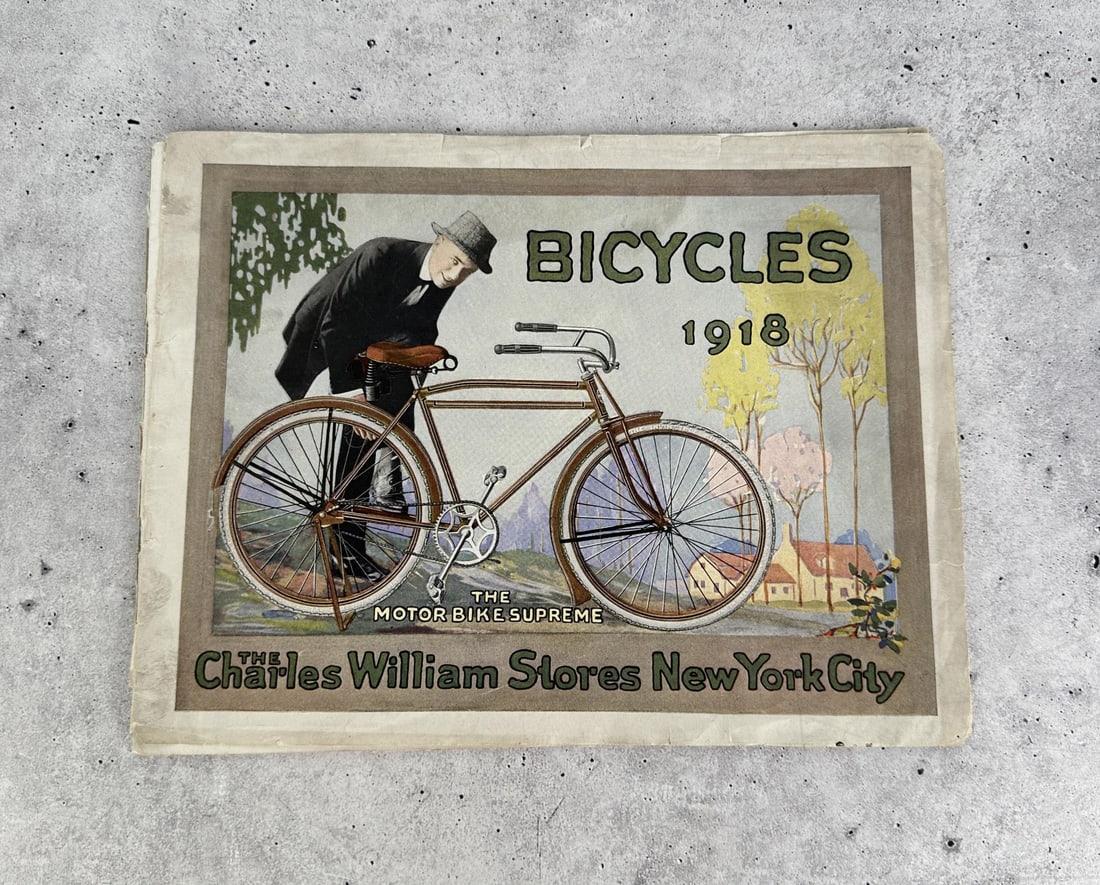 BICYCLES
1918
THE
MOTOR BIKE SUPREME
THE
Charles William Stores New York City